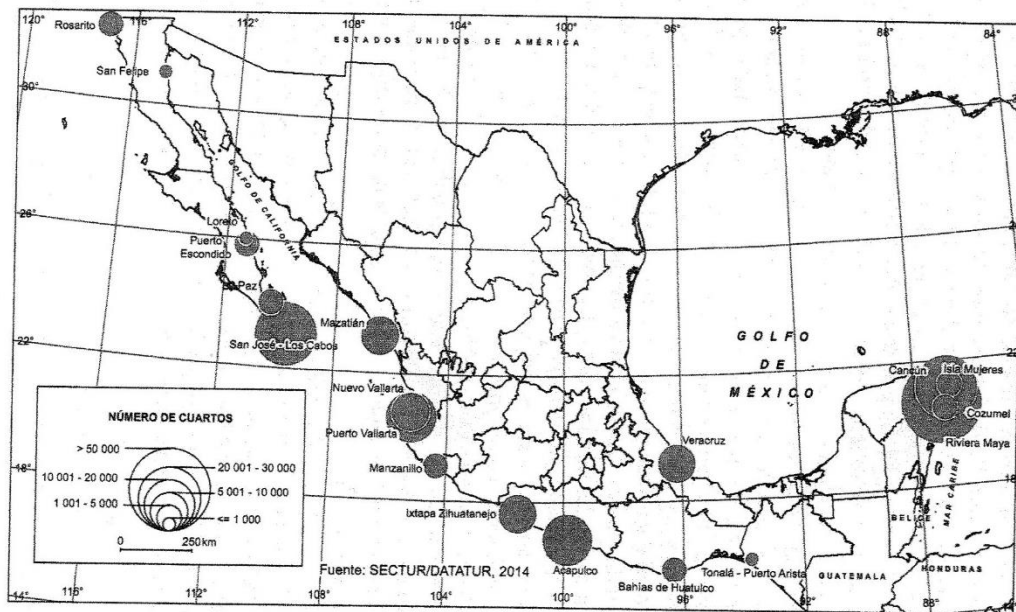 120°
116°
112°
108°
104°
100°
96°
92°
88°
84°
Rosarito
ESTADOS UNIDOS DE AMÉRICA
San Felipe
30°
GOLFO DE CALIFORNIA
Loreto
Puerto
Escondido
26°
La Paz
San José - Los Cabos
Mazatlán
22°
GOLFO
DE
MÉXICO
22
Cancún
Isla Mujeres
Cozumel
Riviera Maya
Nuevo Vallarta
Puerto Vallarta
Manzanillo
Veracruz
18°
18
MAR CARIBE
BELICE
Ixtapa Zihuatanejo
Acapulco
Bahías de Huatulco
Tonalá - Puerto Arista
GUATEMALA
HONDURAS
NÚMERO DE CUARTOS
> 50 000
20 001 - 30 000
10 001 - 20 000
5 001 - 10 000
1 001 - 5 000
<= 1 000
0 250 km
Fuente: SECTUR/DATATUR, 2014
116°
112°
108°
104°
100°
96°
92°
88°